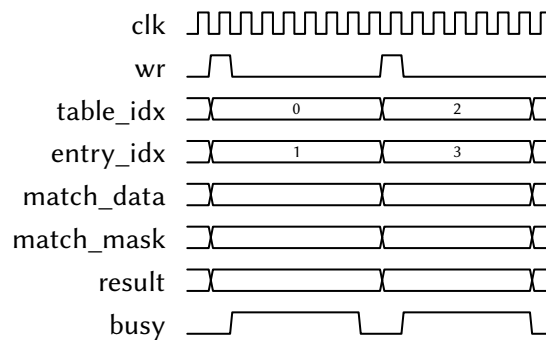 clk
wr
table_idx 0 2
entry_idx 1 3
match_data
match_mask
result
busy